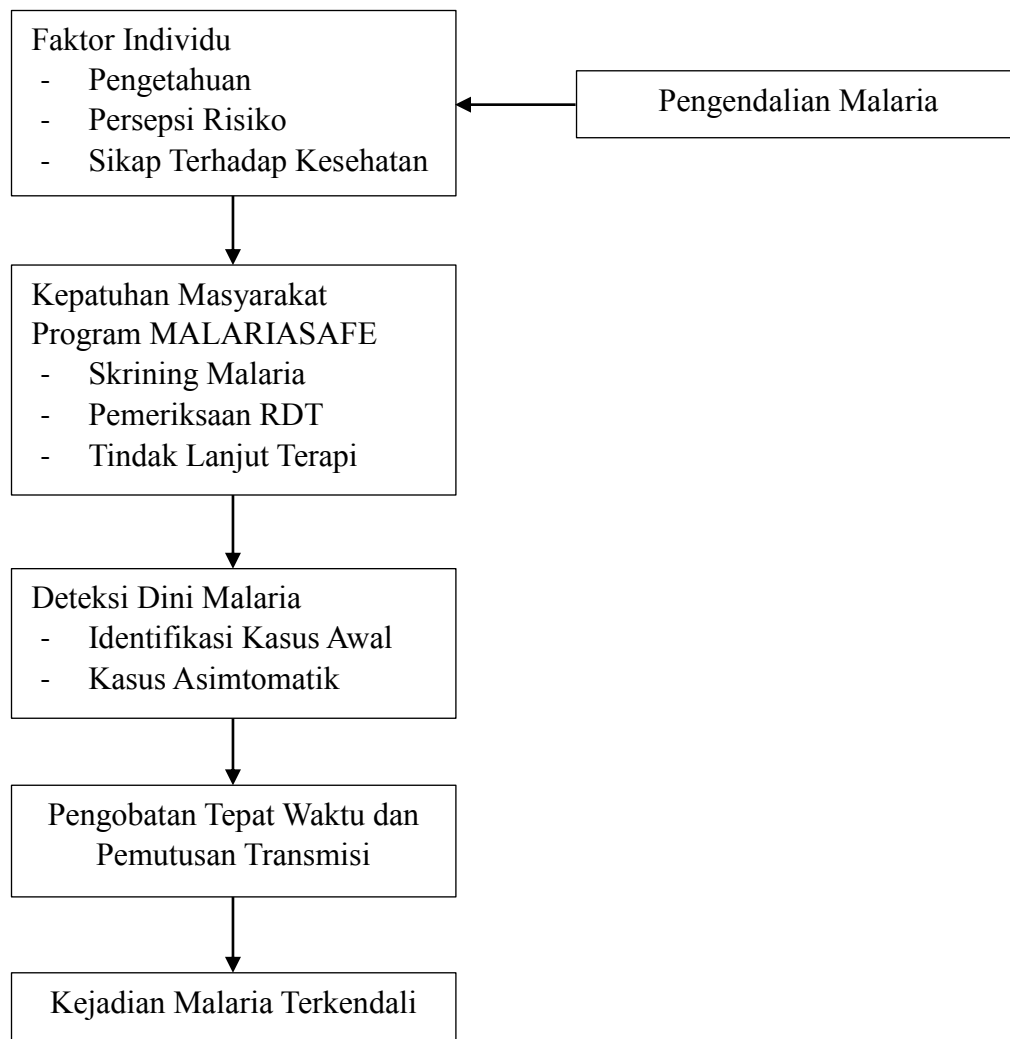 Faktor Individu
- Pengetahuan
- Persepsi Risiko
- Sikap Terhadap Kesehatan
Pengendalian Malaria
Kepatuhan Masyarakat
Program MALARIASAFE
- Skrining Malaria
- Pemeriksaan RDT
- Tindak Lanjut Terapi
Deteksi Dini Malaria
- Identifikasi Kasus Awal
- Kasus Asimtomatik
Pengobatan Tepat Waktu dan
Pemutusan Transmisi
Kejadian Malaria Terkendali